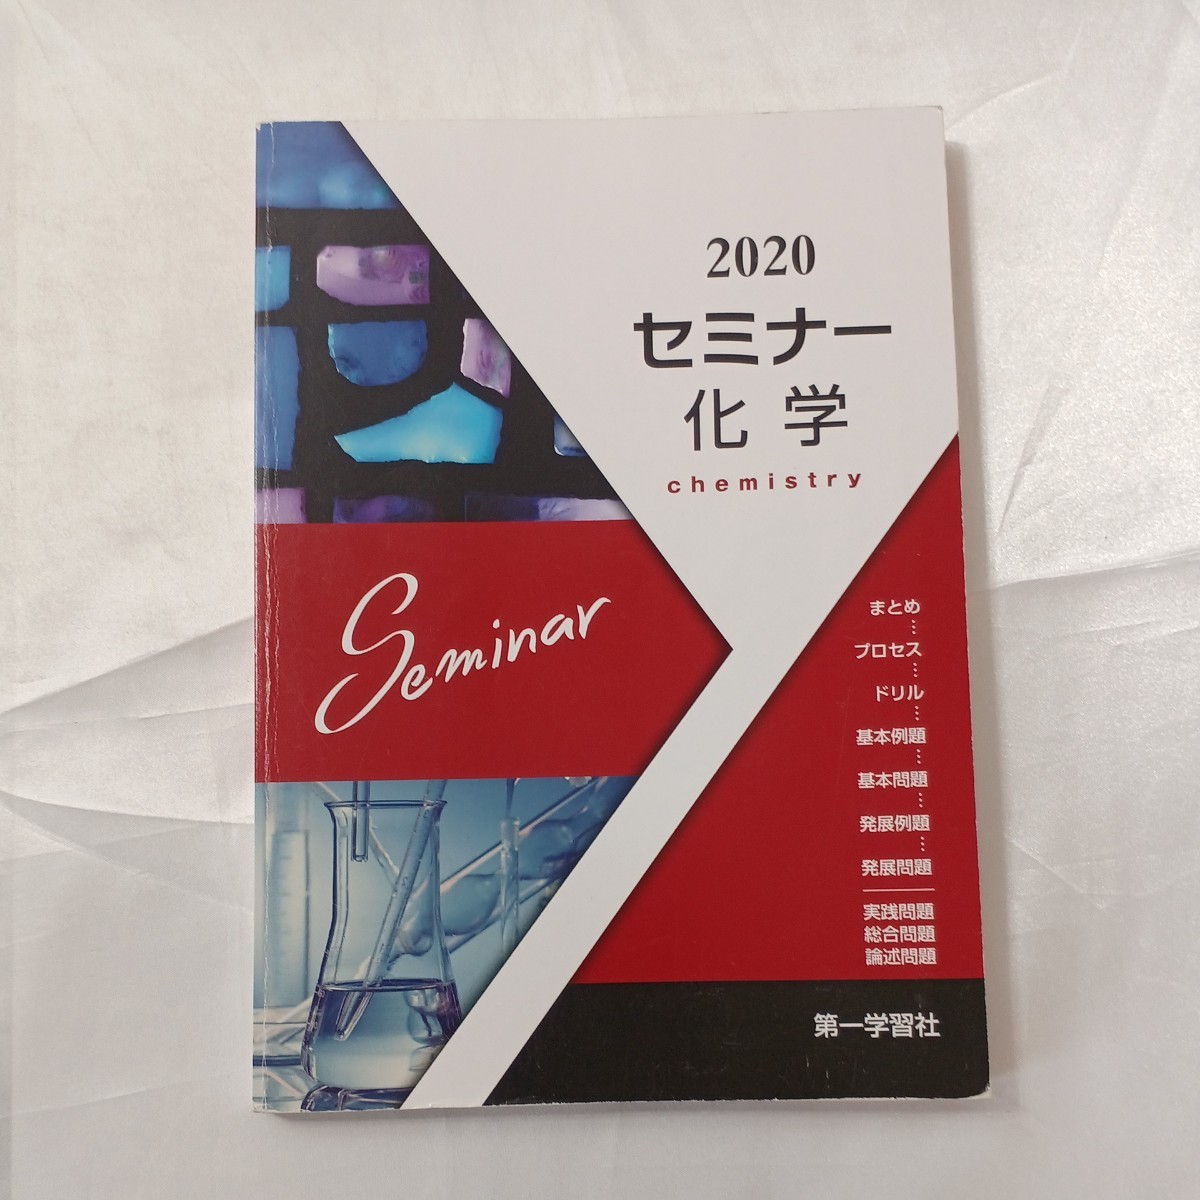 2020
セミナー
化学
chemistry
Seminar
まとめ
⋮
プロセス
⋮
ドリル
⋮
基本例題
⋮
基本問題
⋮
発展例題
⋮
発展問題
実践問題
総合問題
論述問題
第一学習社